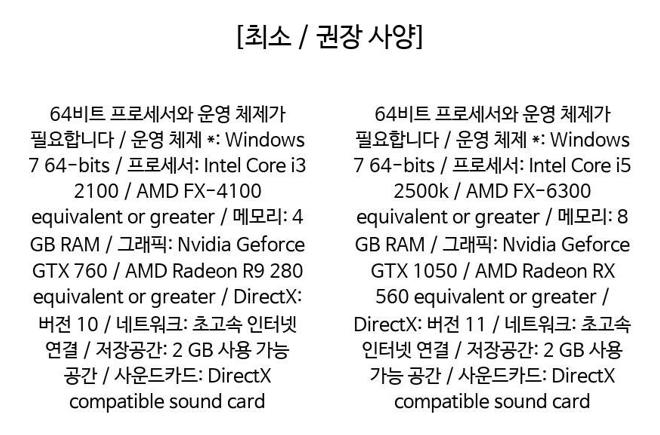 [최소 / 권장 사양]
64비트 프로세서와 운영 체제가
필요합니다 / 운영 체제 *: Windows
7 64-bits / 프로세서: Intel Core i3
2100 / AMD FX-4100
equivalent or greater / 메모리: 4
GB RAM / 그래픽: Nvidia Geforce
GTX 760 / AMD Radeon R9 280
equivalent or greater / DirectX:
버전 10 / 네트워크: 초고속 인터넷
연결 / 저장공간: 2 GB 사용 가능
공간 / 사운드카드: DirectX
compatible sound card
64비트 프로세서와 운영 체제가
필요합니다 / 운영 체제 *: Windows
7 64-bits / 프로세서: Intel Core i5
2500k / AMD FX-6300
equivalent or greater / 메모리: 8
GB RAM / 그래픽: Nvidia Geforce
GTX 1050 / AMD Radeon RX
560 equivalent or greater /
DirectX: 버전 11 / 네트워크: 초고속
인터넷 연결 / 저장공간: 2 GB 사용
가능 공간 / 사운드카드: DirectX
compatible sound card